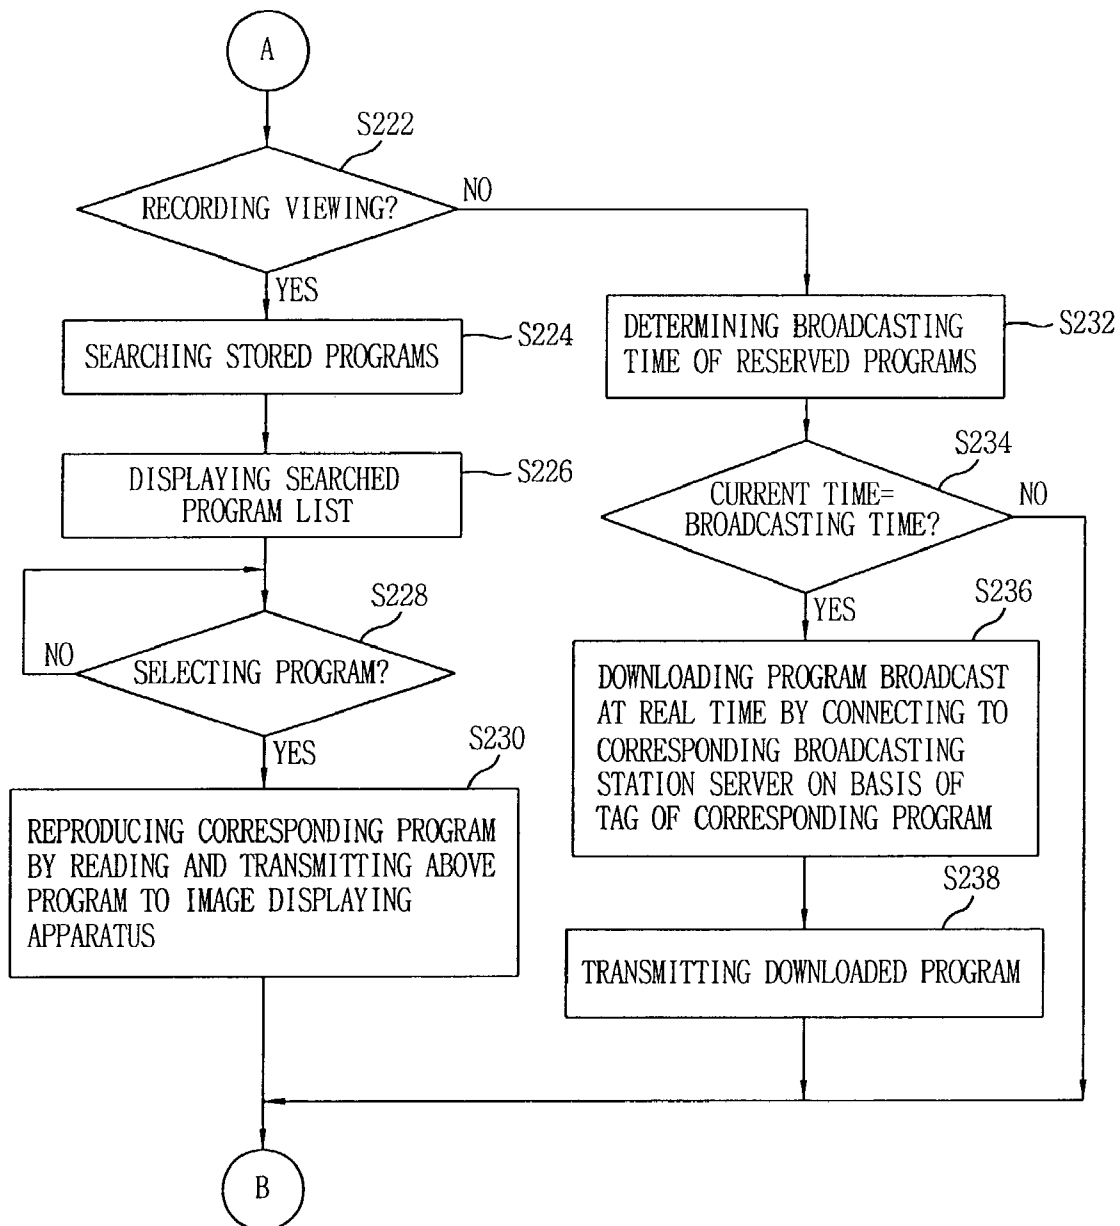 A
S222
RECORDING VIEWING?
NO
YES
SEARCHING STORED PROGRAMS
S224
DISPLAYING SEARCHED
PROGRAM LIST
S226
S228
SELECTING PROGRAM?
NO
YES
S230
REPRODUCING CORRESPONDING PROGRAM
BY READING AND TRANSMITTING ABOVE
PROGRAM TO IMAGE DISPLAYING
APPARATUS
DETERMINING BROADCASTING
TIME OF RESERVED PROGRAMS
S232
S234
CURRENT TIME=
BROADCASTING TIME?
NO
YES
S236
DOWNLOADING PROGRAM BROADCAST
AT REAL TIME BY CONNECTING TO
CORRESPONDING BROADCASTING
STATION SERVER ON BASIS OF
TAG OF CORRESPONDING PROGRAM
S238
TRANSMITTING DOWNLOADED PROGRAM
B